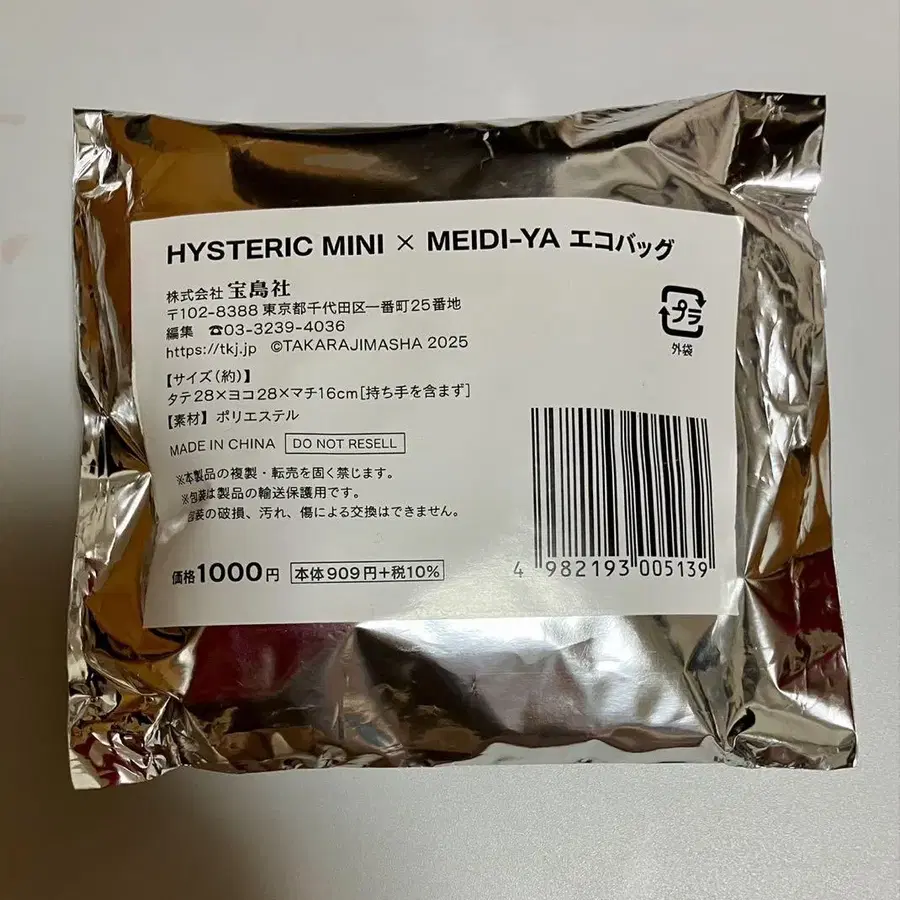 HYSTERIC MINI × MEIDI-YA エコバッグ
株式会社 宝島社
〒102-8388 東京都千代田区一番町25番地
編集 ☎03-3239-4036
https://tkj.jp ©TAKARAJIMASHA 2025
プラ
外袋
【サイズ(約)】
タテ28×ヨコ28×マチ16cm[持ち手を含まず]
【素材】ポリエステル
MADE IN CHINA DO NOT RESELL
※本製品の複製・転売を固く禁じます。
※包装は製品の輸送保護用です。
包装の破損、汚れ、傷による交換はできません。
価格1000円 本体909円+税10%
4 982193 005139